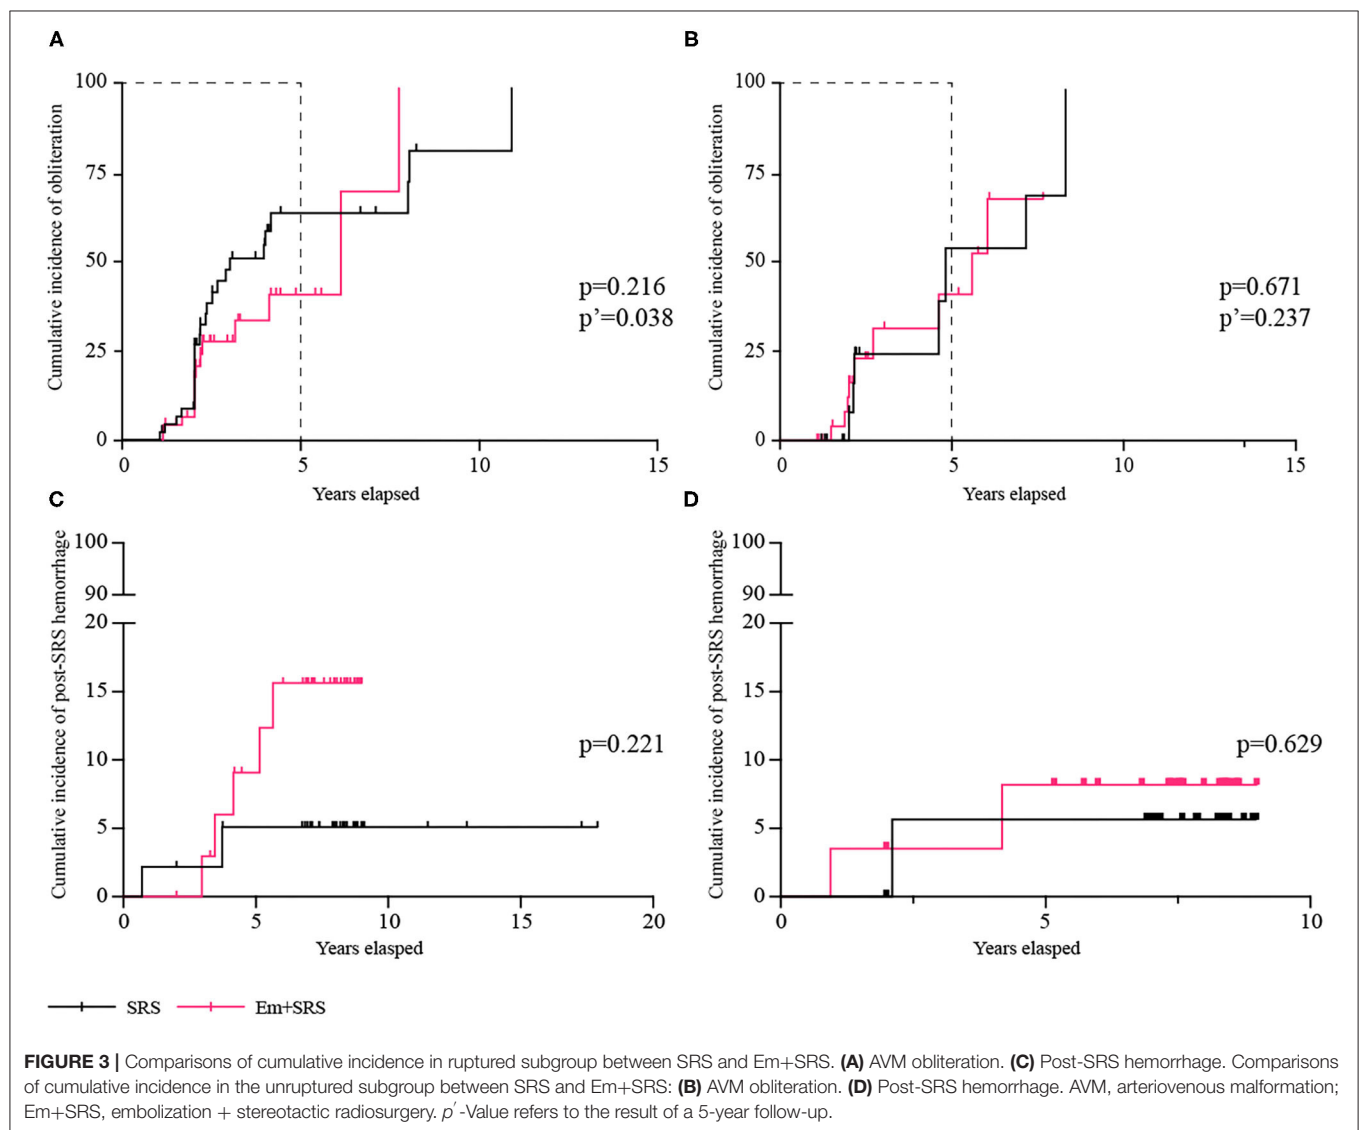 A
B
Cumulative incidence of obliteration
100
75
50
25
0
0
5
10
15
Years elapsed
p=0.216
p’=0.038
Cumulative incidence of obliteration
100
75
50
25
0
0
5
10
15
Years elapsed
p=0.671
p’=0.237
C
D
Cumulative incidence of post-SRS hemorrhage
100
90
20
15
10
5
0
0
5
10
15
20
Years elasped
p=0.221
Cumulative incidence of post-SRS hemorrhage
100
90
20
15
10
5
0
0
5
10
Years elasped
p=0.629
SRS
Em+SRS
FIGURE 3 | Comparisons of cumulative incidence in ruptured subgroup between SRS and Em+SRS. (A) AVM obliteration. (C) Post-SRS hemorrhage. Comparisons
of cumulative incidence in the unruptured subgroup between SRS and Em+SRS: (B) AVM obliteration. (D) Post-SRS hemorrhage. AVM, arteriovenous malformation;
Em+SRS, embolization + stereotactic radiosurgery. p′-Value refers to the result of a 5-year follow-up.